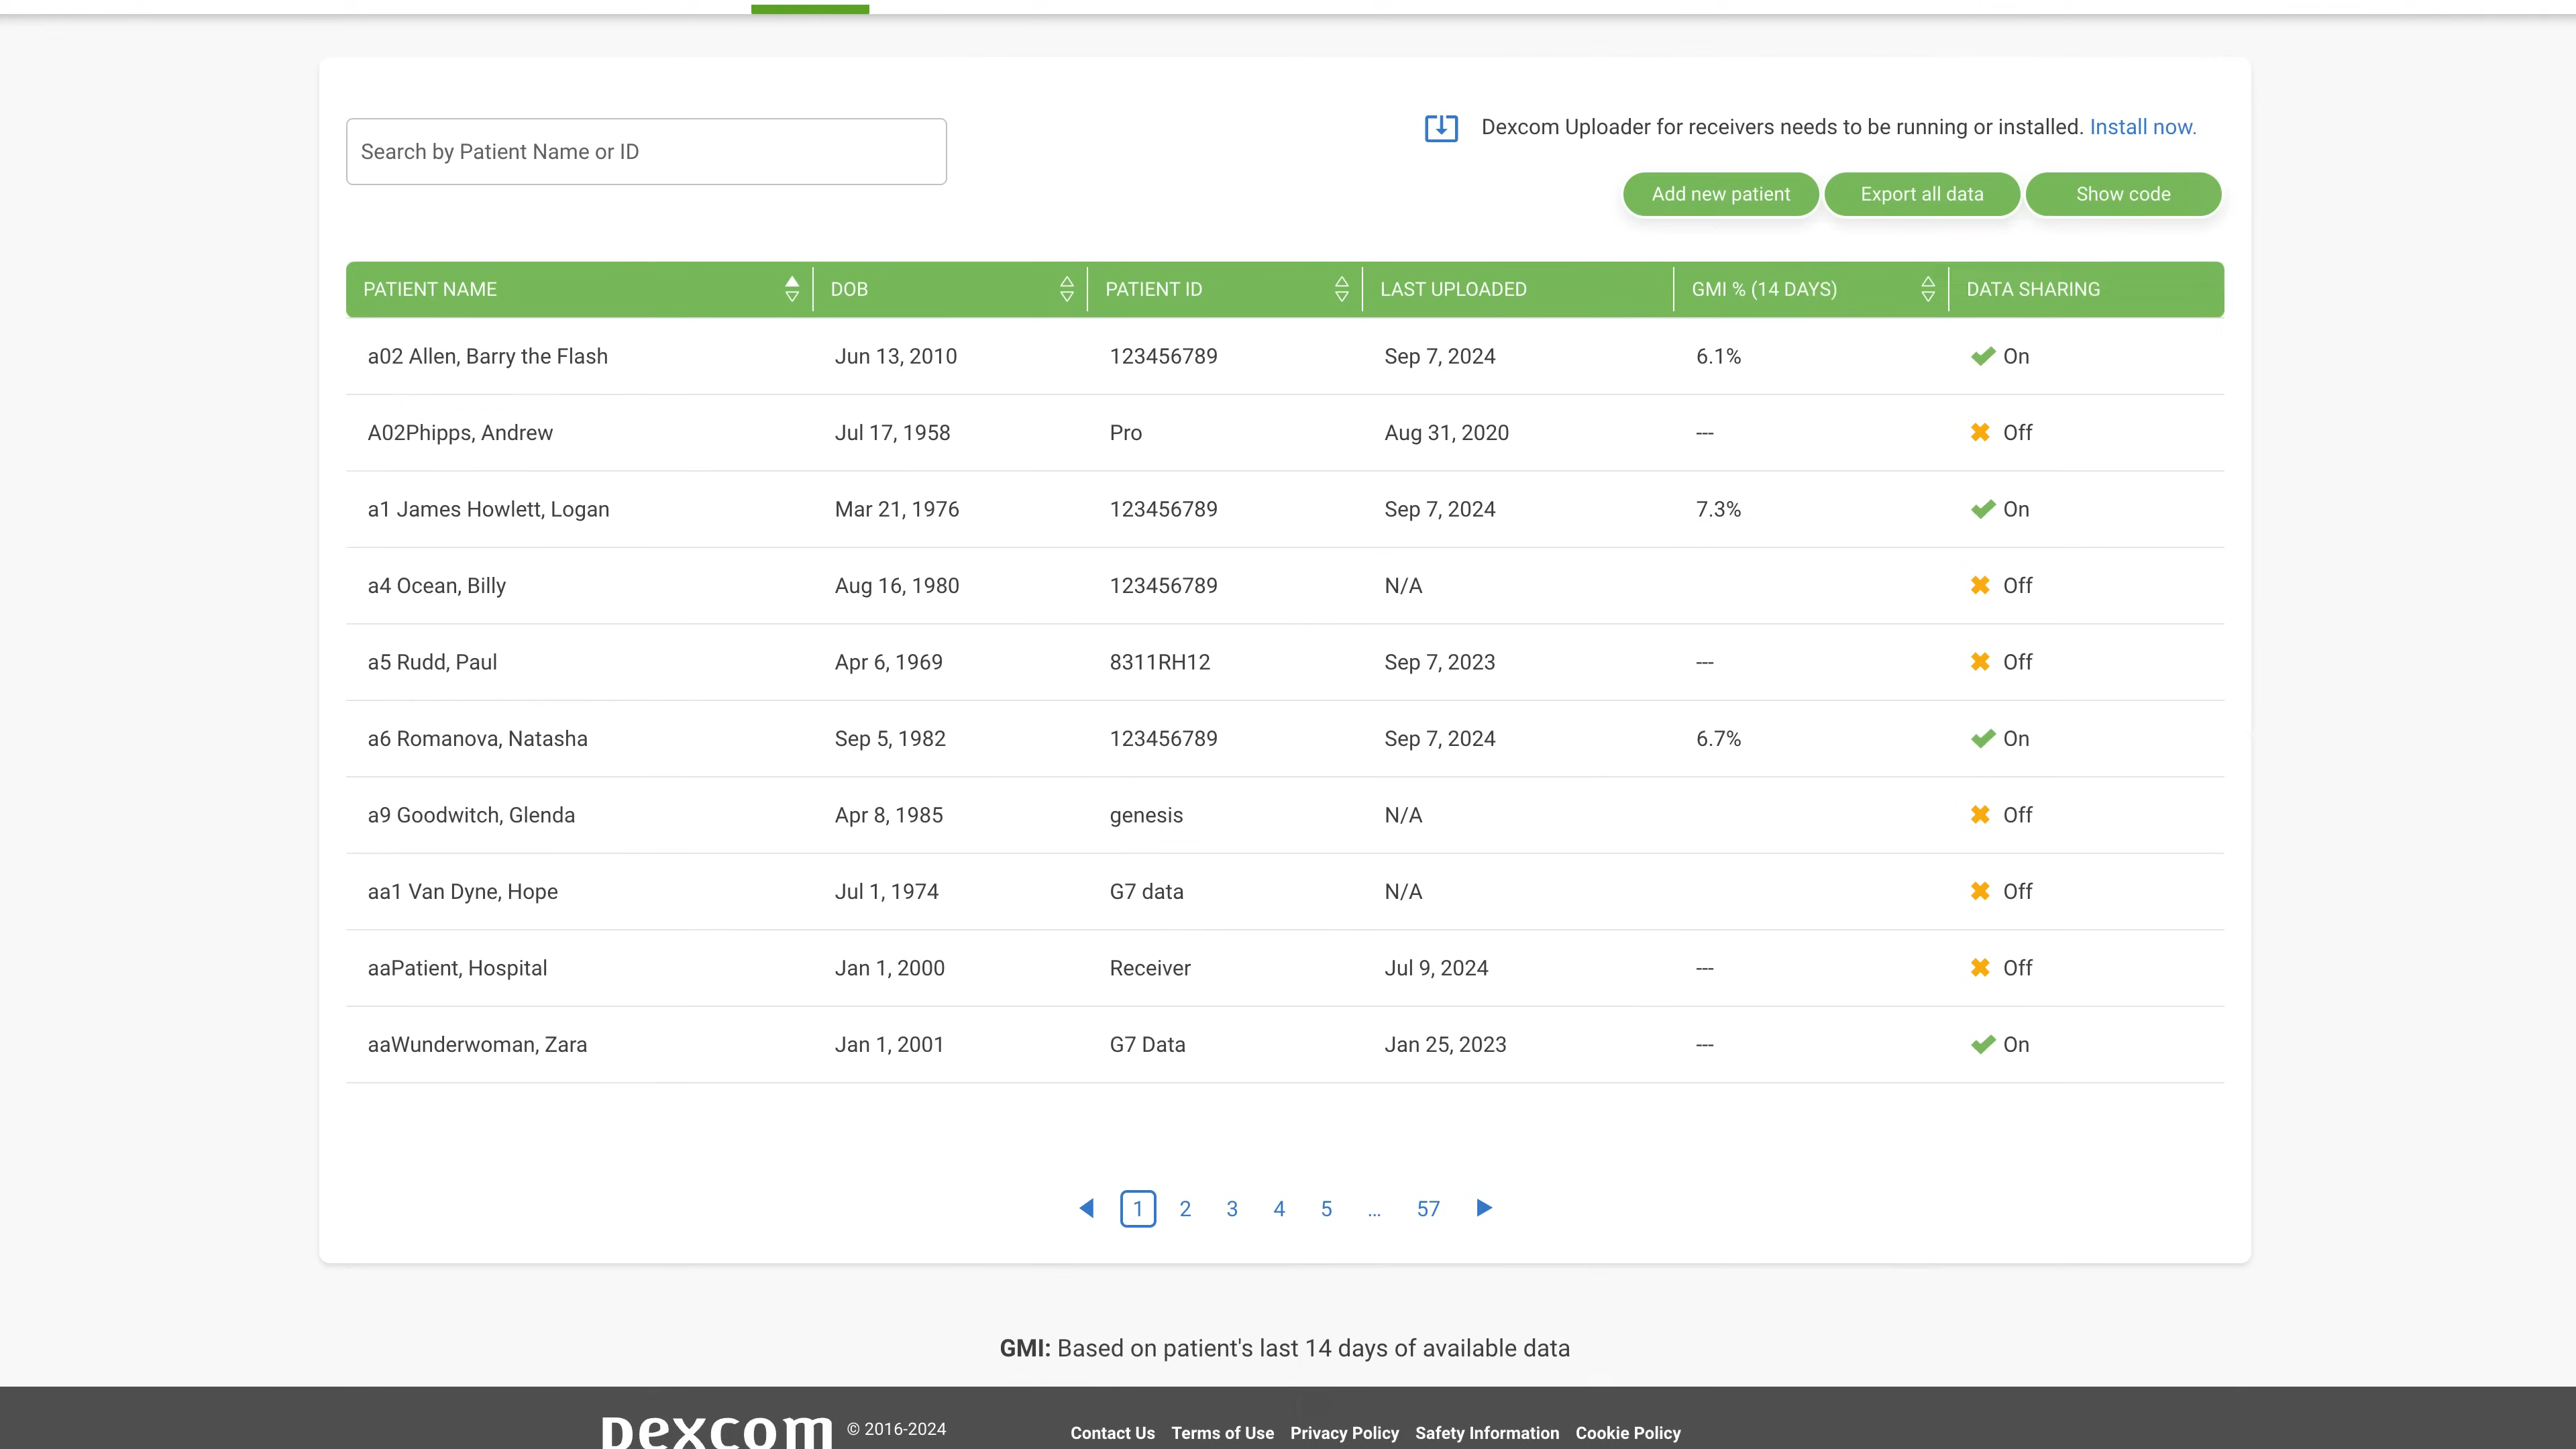 Search by Patient Name or ID
Dexcom Uploader for receivers needs to be running or installed. Install now.
Add new patient Export all data Show code
PATIENT NAME DOB PATIENT ID LAST UPLOADED GMI % (14 DAYS) DATA SHARING
a02 Allen, Barry the Flash Jun 13, 2010 123456789 Sep 7, 2024 6.1% On
A02Phipps, Andrew Jul 17, 1958 Pro Aug 31, 2020 --- Off
a1 James Howlett, Logan Mar 21, 1976 123456789 Sep 7, 2024 7.3% On
a4 Ocean, Billy Aug 16, 1980 123456789 N/A Off
a5 Rudd, Paul Apr 6, 1969 8311RH12 Sep 7, 2023 --- Off
a6 Romanova, Natasha Sep 5, 1982 123456789 Sep 7, 2024 6.7% On
a9 Goodwitch, Glenda Apr 8, 1985 genesis N/A Off
aa1 Van Dyne, Hope Jul 1, 1974 G7 data N/A Off
aaPatient, Hospital Jan 1, 2000 Receiver Jul 9, 2024 --- Off
aaWunderwoman, Zara Jan 1, 2001 G7 Data Jan 25, 2023 --- On
1 2 3 4 5 ... 57
GMI: Based on patient's last 14 days of available data
Dexcom © 2016-2024 Contact Us Terms of Use Privacy Policy Safety Information Cookie Policy